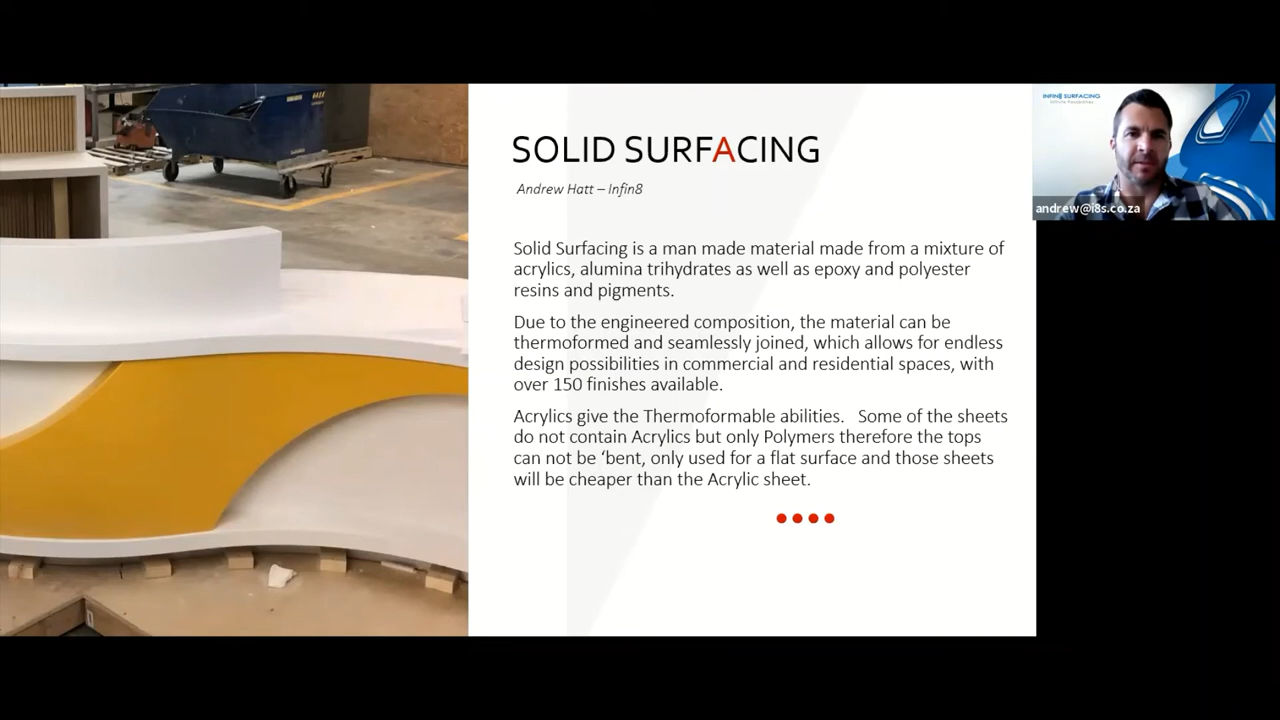 SOLID SURFACING
Andrew Hatt – Infin8
Solid Surfacing is a man made material made from a mixture of
acrylics, alumina trihydrates as well as epoxy and polyester
resins and pigments.
Due to the engineered composition, the material can be
thermoformed and seamlessly joined, which allows for endless
design possibilities in commercial and residential spaces, with
over 150 finishes available.
Acrylics give the Thermoformable abilities.   Some of the sheets
do not contain Acrylics but only Polymers therefore the tops
can not be ‘bent, only used for a flat surface and those sheets
will be cheaper than the Acrylic sheet.
INFIN8 SURFACING
Infinite Possibilities
andrew@i8s.co.za